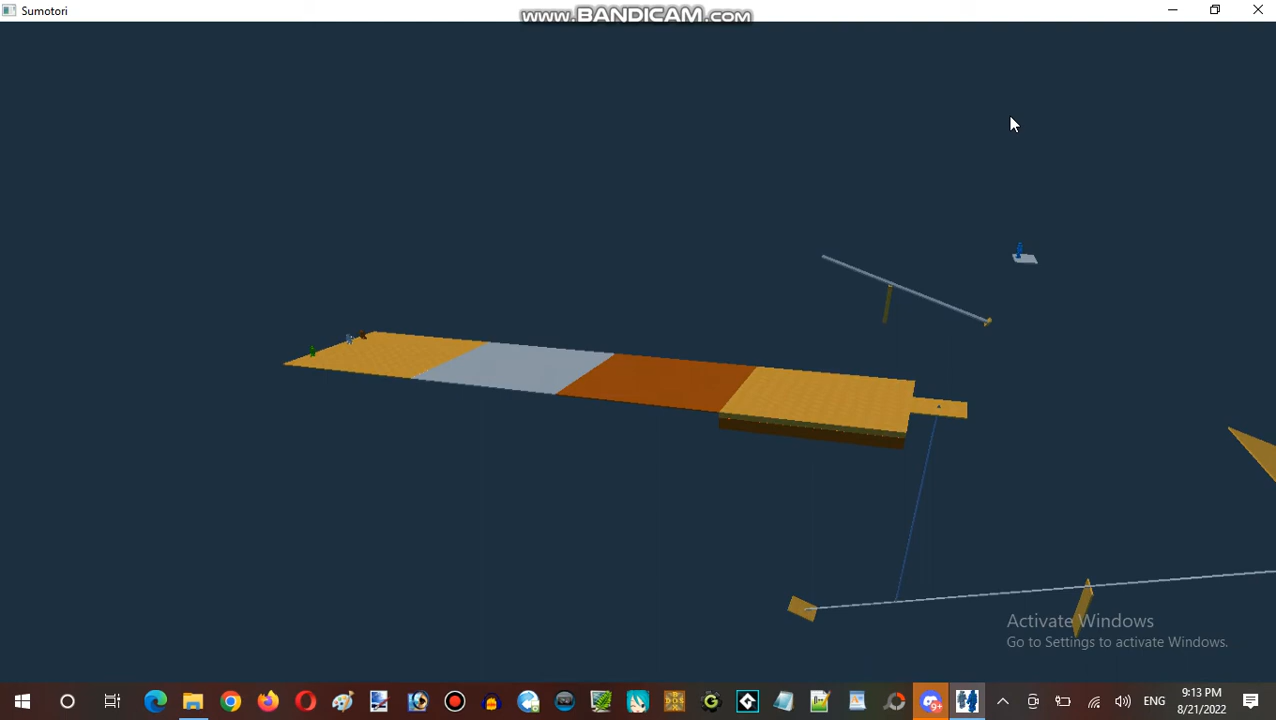 Sumotori
www.BANDICAM.com
Activate Windows
Go to Settings to activate Windows.
9+
ENG
9:13 PM
8/21/2022